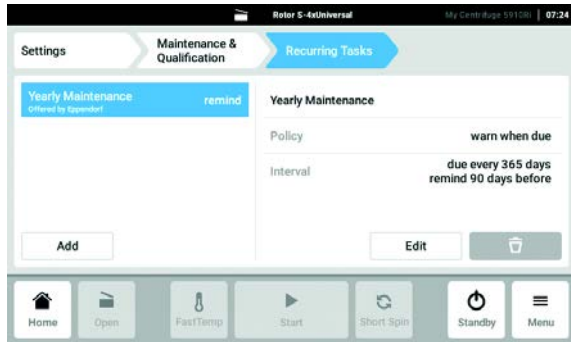 Rotor S-4xUniversal
My Centrifuge 5910Ri | 07:24
Settings
Maintenance &
Qualification
Recurring Tasks
Yearly Maintenance
Offered by Eppendorf
remind
Add
Yearly Maintenance
Policy
warn when due
Interval
due every 365 days
remind 90 days before
Edit
Home
Open
FastTemp
Start
Short Spin
Standby
Menu